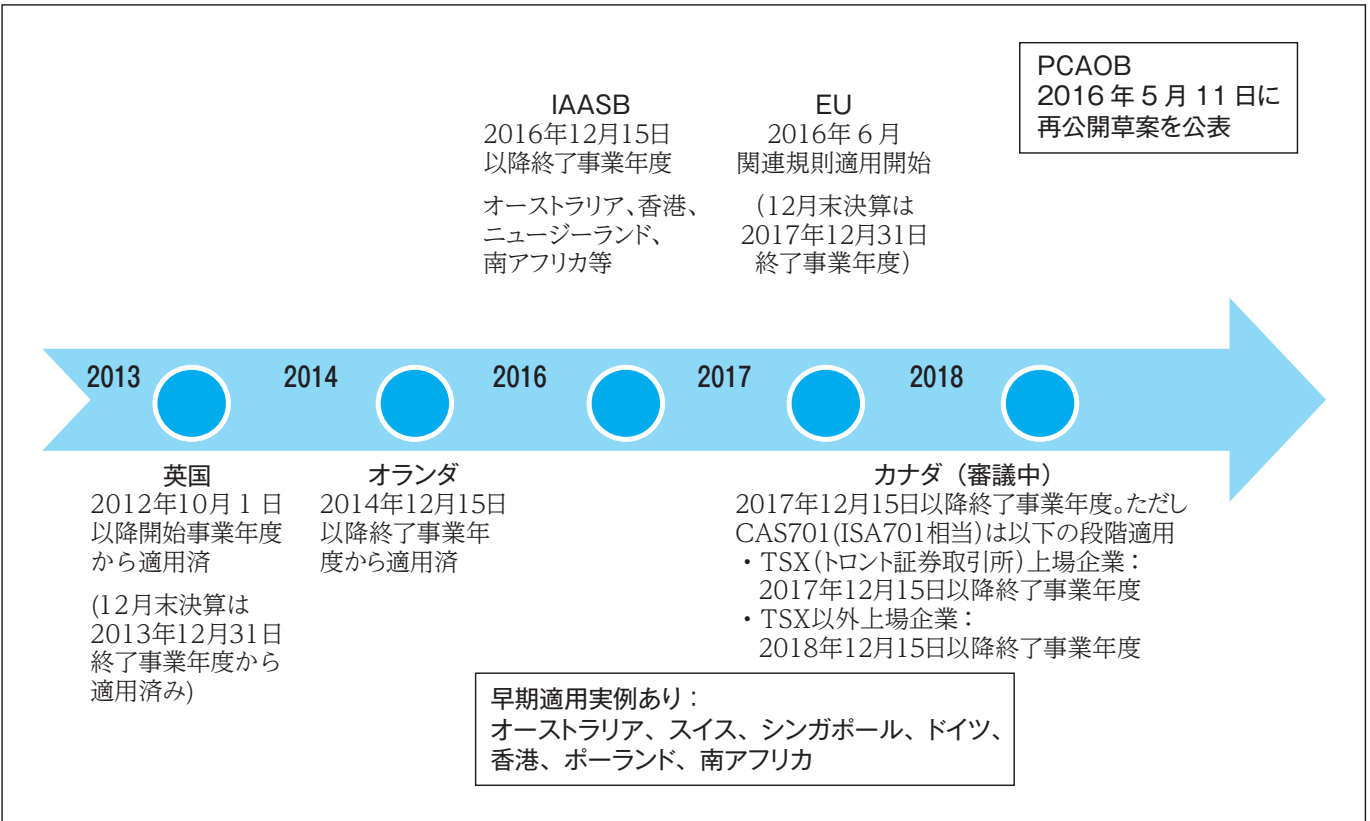 PCAOB
2016年5月11日に
再公開草案を公表
IAASB
2016年12月15日
以降終了事業年度
オーストラリア、香港、
ニュージーランド、
南アフリカ等
EU
2016年6月
関連規則適用開始
(12月末決算は
2017年12月31日
終了事業年度)
2013
2014
2016
2017
2018
英国
2012年10月1日
以降開始事業年度
から適用済
(12月末決算は
2013年12月31日
終了事業年度から
適用済み)
オランダ
2014年12月15日
以降終了事業年
度から適用済
カナダ(審議中)
2017年12月15日以降終了事業年度。ただし
CAS701(ISA701相当)は以下の段階適用
・TSX(トロント証券取引所)上場企業:
2017年12月15日以降終了事業年度
・TSX以外上場企業:
2018年12月15日以降終了事業年度
早期適用実例あり:
オーストラリア、スイス、シンガポール、ドイツ、
香港、ポーランド、南アフリカ